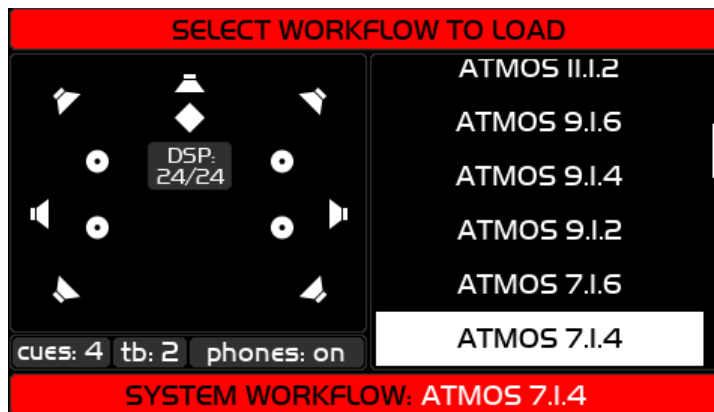 SELECT WORKFLOW TO LOAD
DSP:
24/24
cues: 4 tb: 2 phones: on
ATMOS 11.1.2
ATMOS 9.1.6
ATMOS 9.1.4
ATMOS 9.1.2
ATMOS 7.1.6
ATMOS 7.1.4
SYSTEM WORKFLOW: ATMOS 7.1.4